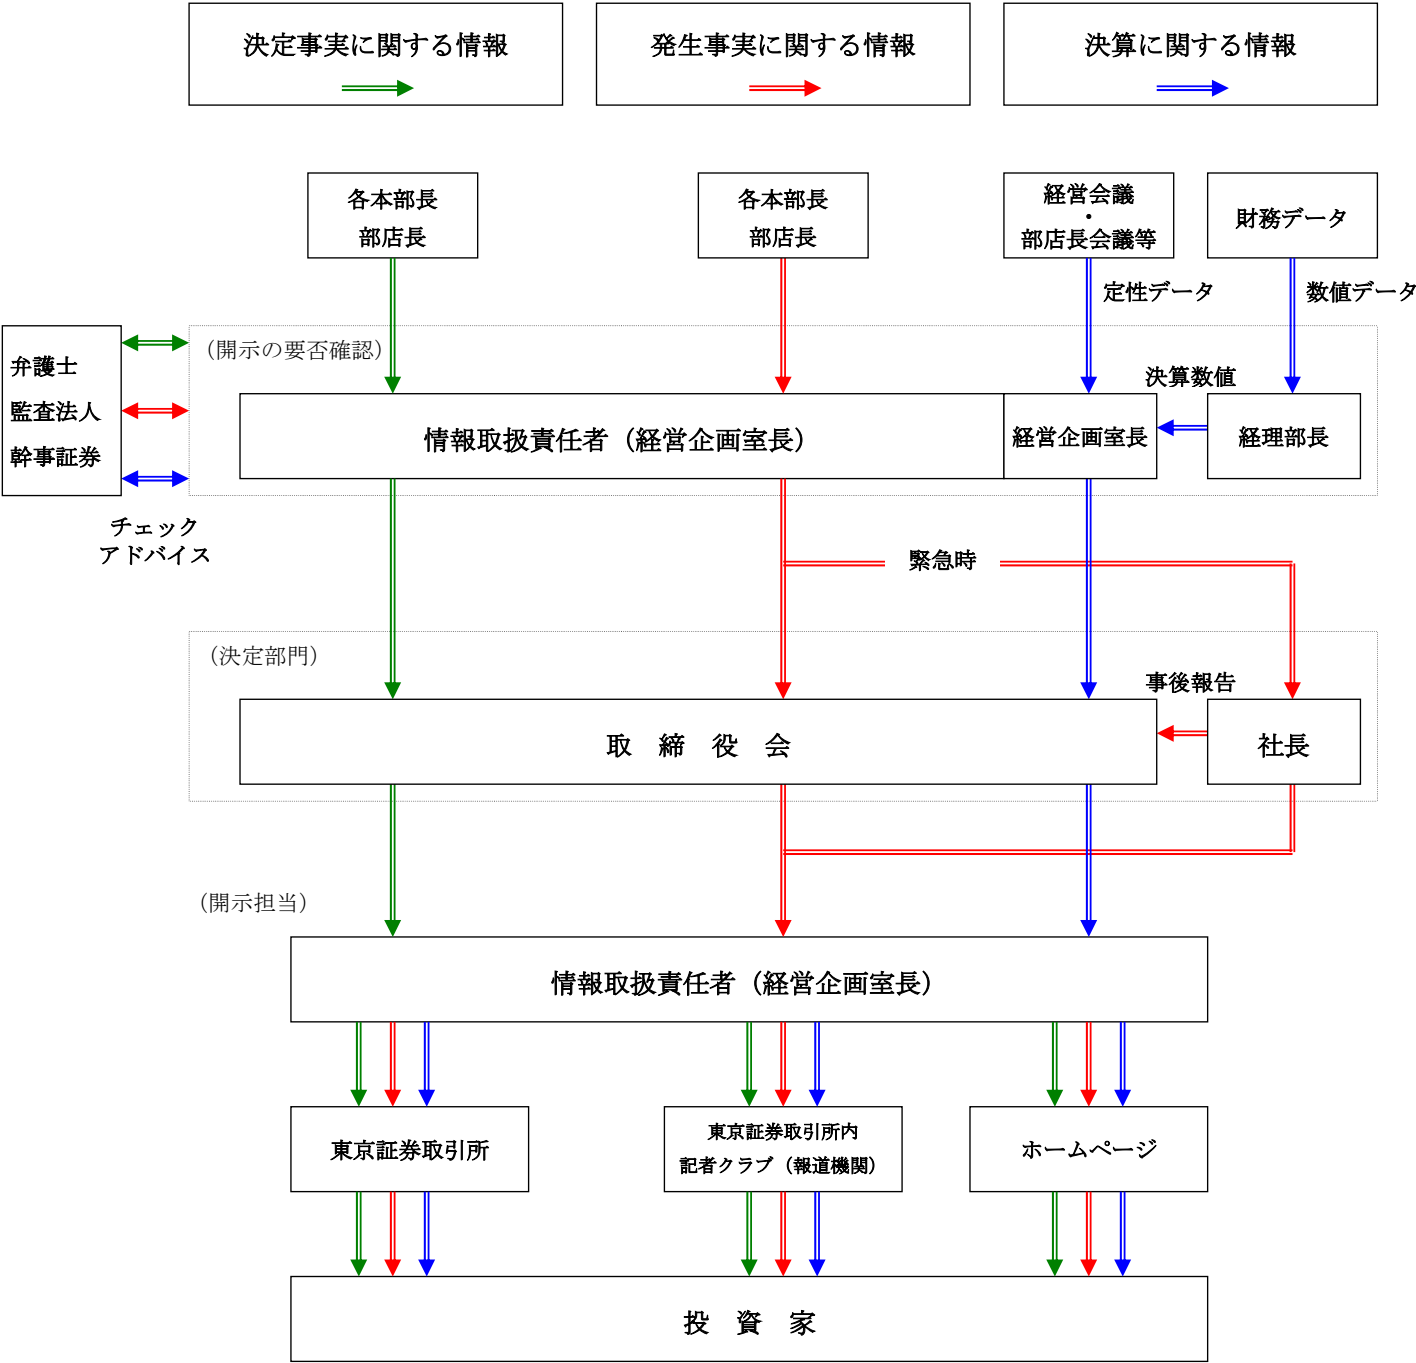 決定事実に関する情報
発生事実に関する情報
決算に関する情報
各本部長
部店長
各本部長
部店長
経営会議
・
部店長会議等
財務データ
定性データ
数値データ
弁護士
監査法人
幹事証券
（開示の要否確認）
決算数値
情報取扱責任者（経営企画室長）
経営企画室長
経理部長
チェック
アドバイス
緊急時
（決定部門）
事後報告
取　締　役　会
社長
（開示担当）
情報取扱責任者（経営企画室長）
東京証券取引所
東京証券取引所内
記者クラブ（報道機関）
ホームページ
投　資　家